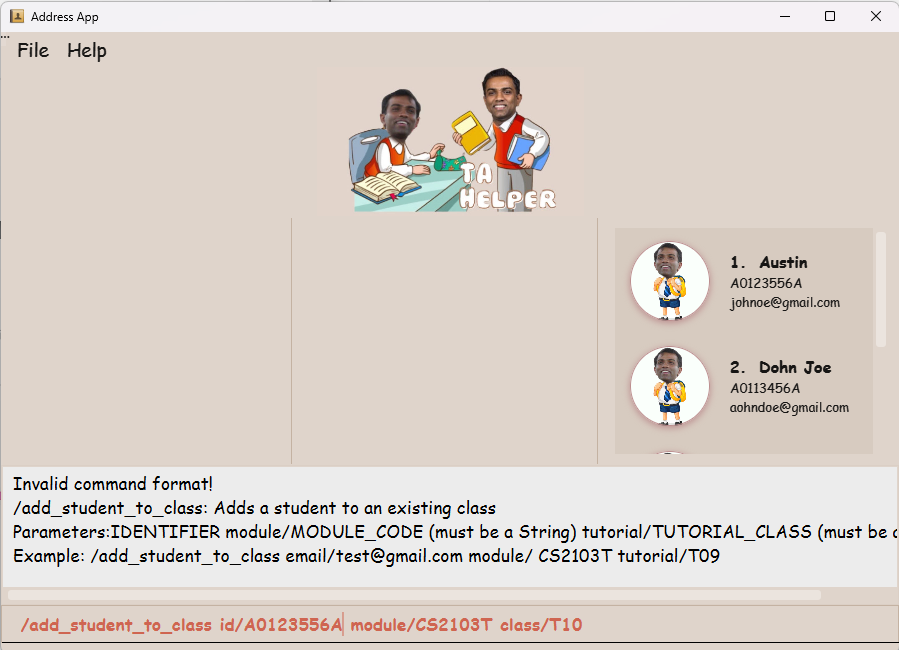 Address App
...
File Help
TA
HELPER
1. Austin
A0123556A
johnoe@gmail.com
2. Dohn Joe
A0113456A
aohndoe@gmail.com
Invalid command format!
/add_student_to_class: Adds a student to an existing class
Parameters:IDENTIFIER module/MODULE_CODE (must be a String) tutorial/TUTORIAL_CLASS (must be
Example: /add_student_to_class email/test@gmail.com module/ CS2103T tutorial/T09
/add_student_to_class id/A0123556A module/CS2103T class/T10